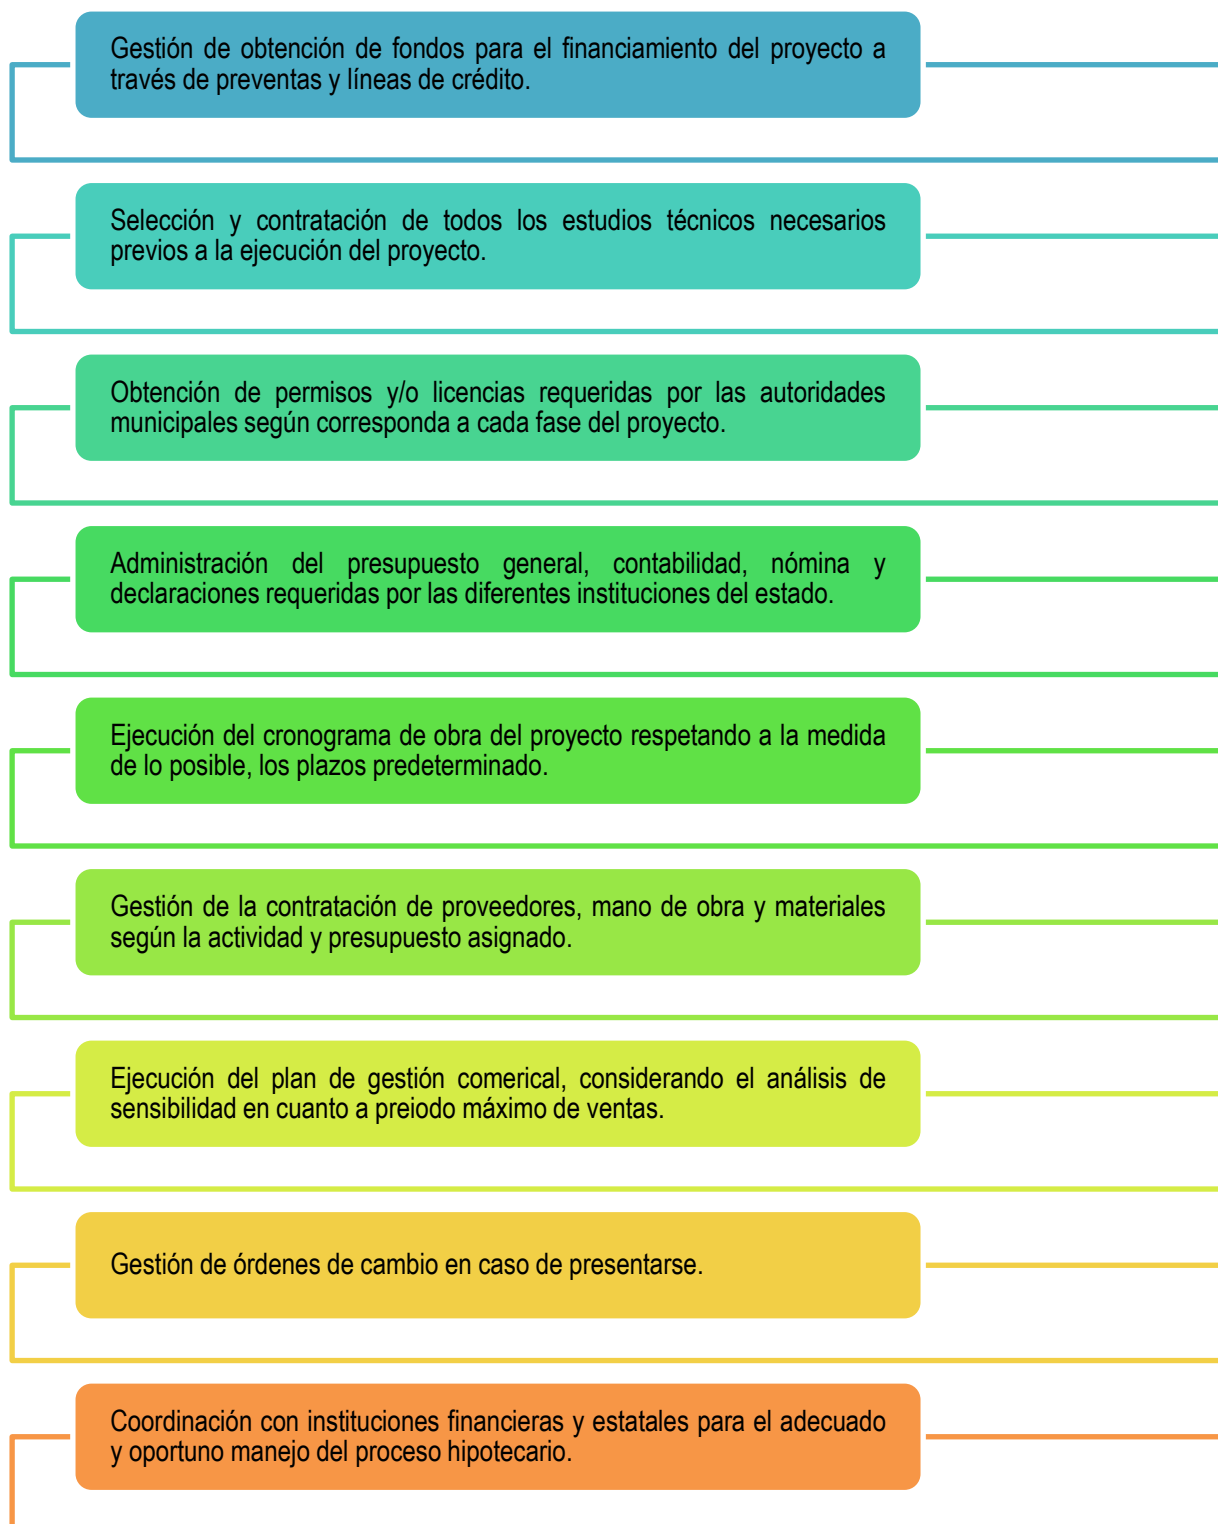 Gestión de obtención de fondos para el financiamiento del proyecto a
través de preventas y líneas de crédito.
Selección y contratación de todos los estudios técnicos necesarios
previos a la ejecución del proyecto.
Obtención de permisos y/o licencias requeridas por las autoridades
municipales según corresponda a cada fase del proyecto.
Administración del presupuesto general, contabilidad, nómina y
declaraciones requeridas por las diferentes instituciones del estado.
Ejecución del cronograma de obra del proyecto respetando a la medida
de lo posible, los plazos predeterminado.
Gestión de la contratación de proveedores, mano de obra y materiales
según la actividad y presupuesto asignado.
Ejecución del plan de gestión comerical, considerando el análisis de
sensibilidad en cuanto a preiodo máximo de ventas.
Gestión de órdenes de cambio en caso de presentarse.
Coordinación con instituciones financieras y estatales para el adecuado
y oportuno manejo del proceso hipotecario.